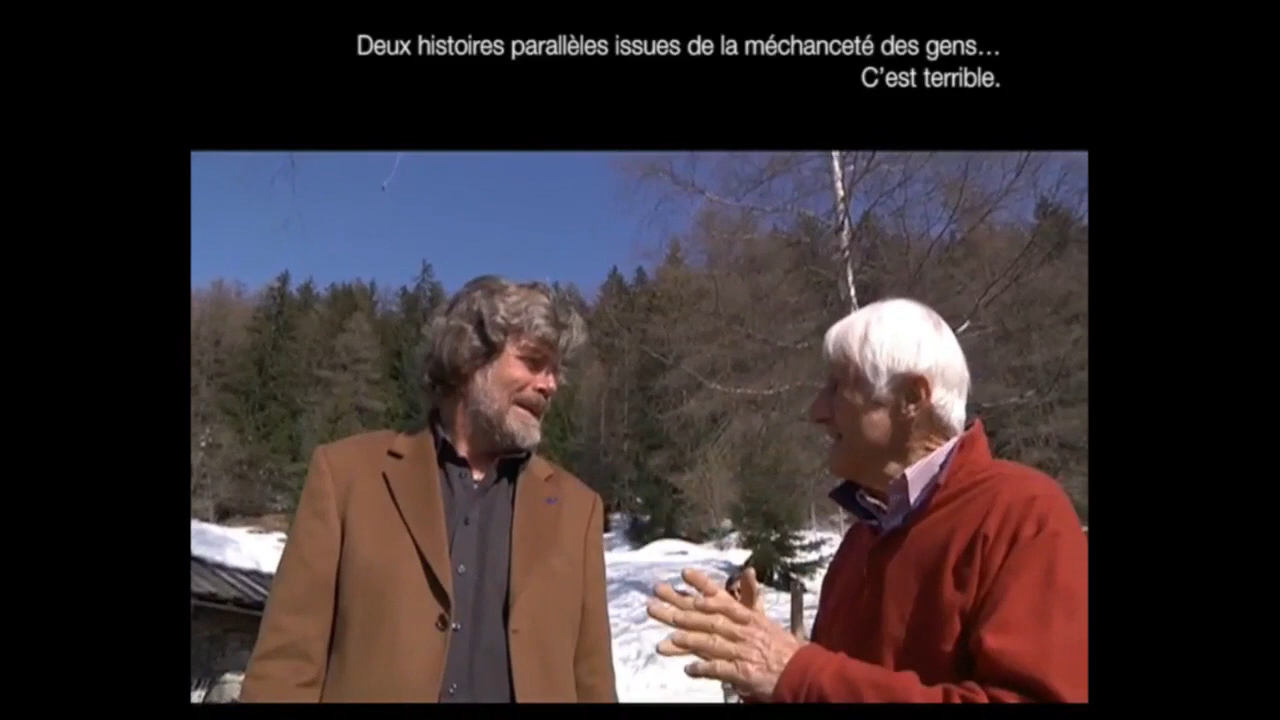 Deux histoires parallèles issues de la méchanceté des gens…
C’est terrible.